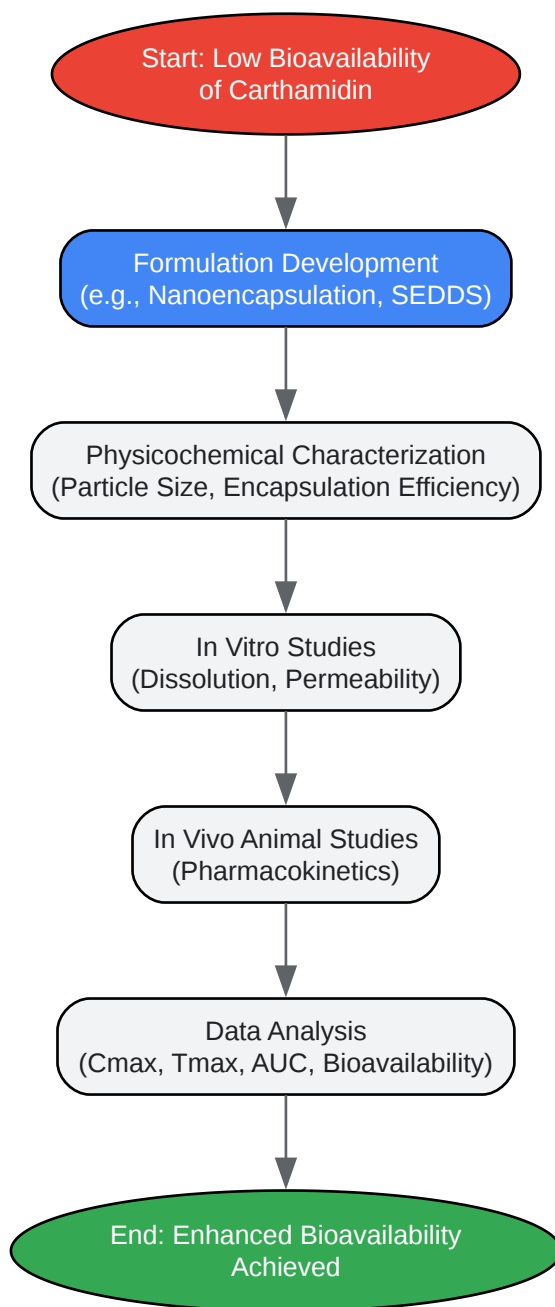 Start: Low Bioavailability
of Carthamidin
Formulation Development
(e.g., Nanoencapsulation, SEDDS)
Physicochemical Characterization
(Particle Size, Encapsulation Efficiency)
In Vitro Studies
(Dissolution, Permeability)
In Vivo Animal Studies
(Pharmacokinetics)
Data Analysis
(Cmax, Tmax, AUC, Bioavailability)
End: Enhanced Bioavailability
Achieved